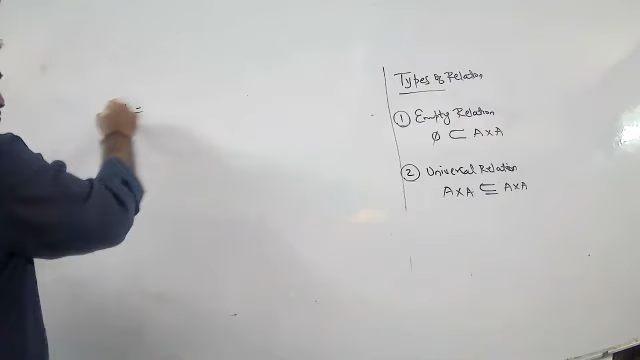 =
Types of Relation
① Empty Relation
∅ ⊂ A×A
② Universal Relation
A×A ⊆ A×A